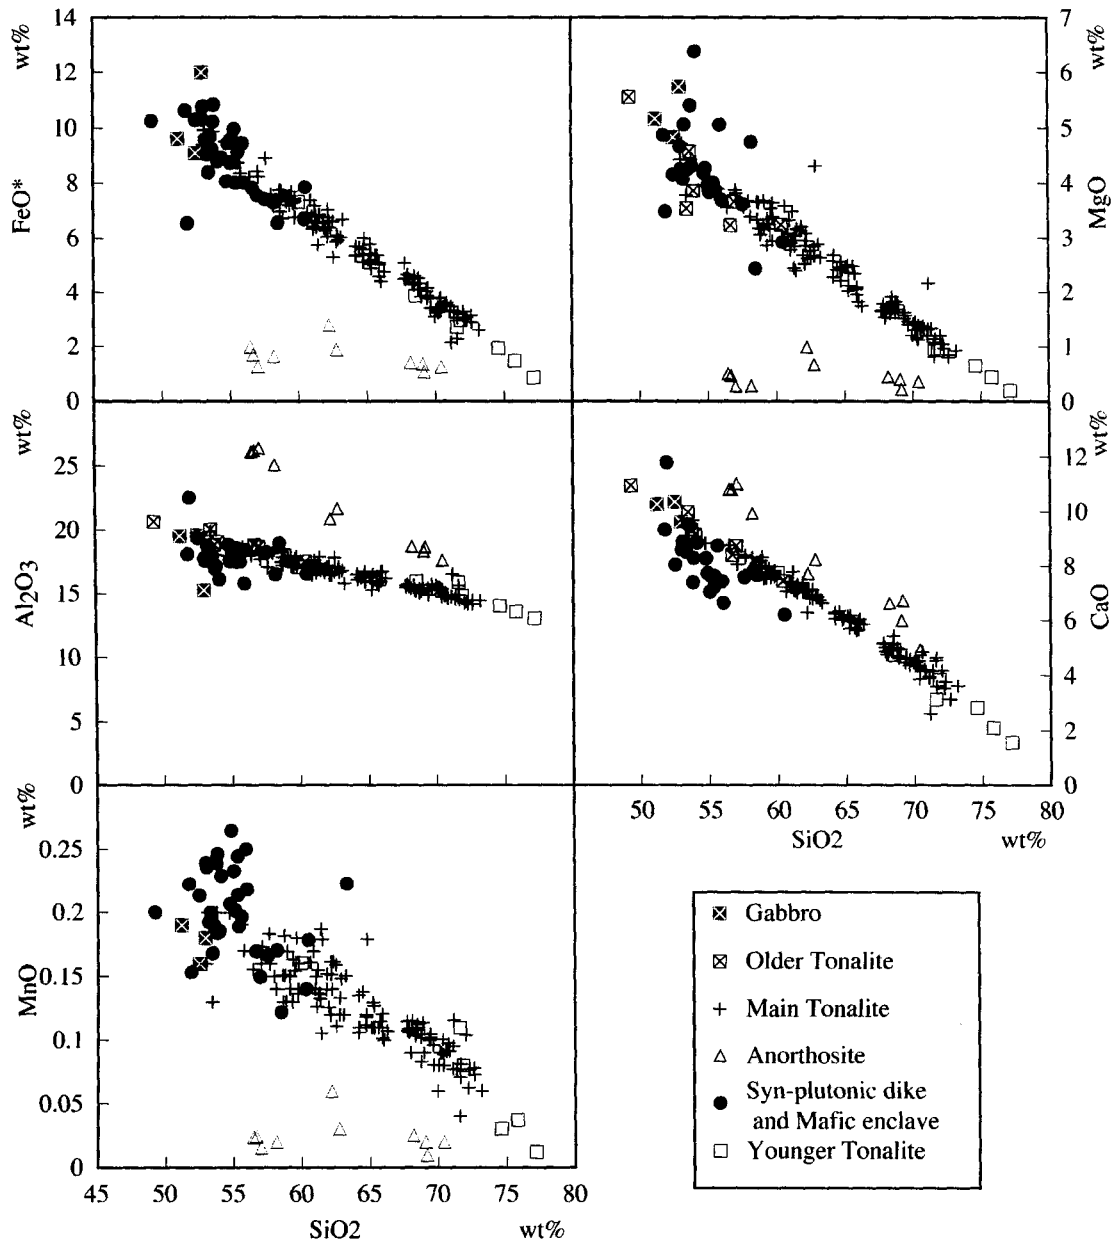 14
12
10
8
6
4
2
0
wt%
FeO*
7
6
5
4
3
2
1
0
wt%
MgO
25
20
15
10
5
0
wt%
Al2O3
12
10
8
6
4
2
0
wt%
CaO
50 55 60 65 70 75 80
SiO2 wt%
0.25
0.2
0.15
0.1
0.05
0
wt%
MnO
45 50 55 60 65 70 75 80
SiO2 wt%
Gabbro
Older Tonalite
Main Tonalite
Anorthosite
Syn-plutonic dike
and Mafic enclave
Younger Tonalite